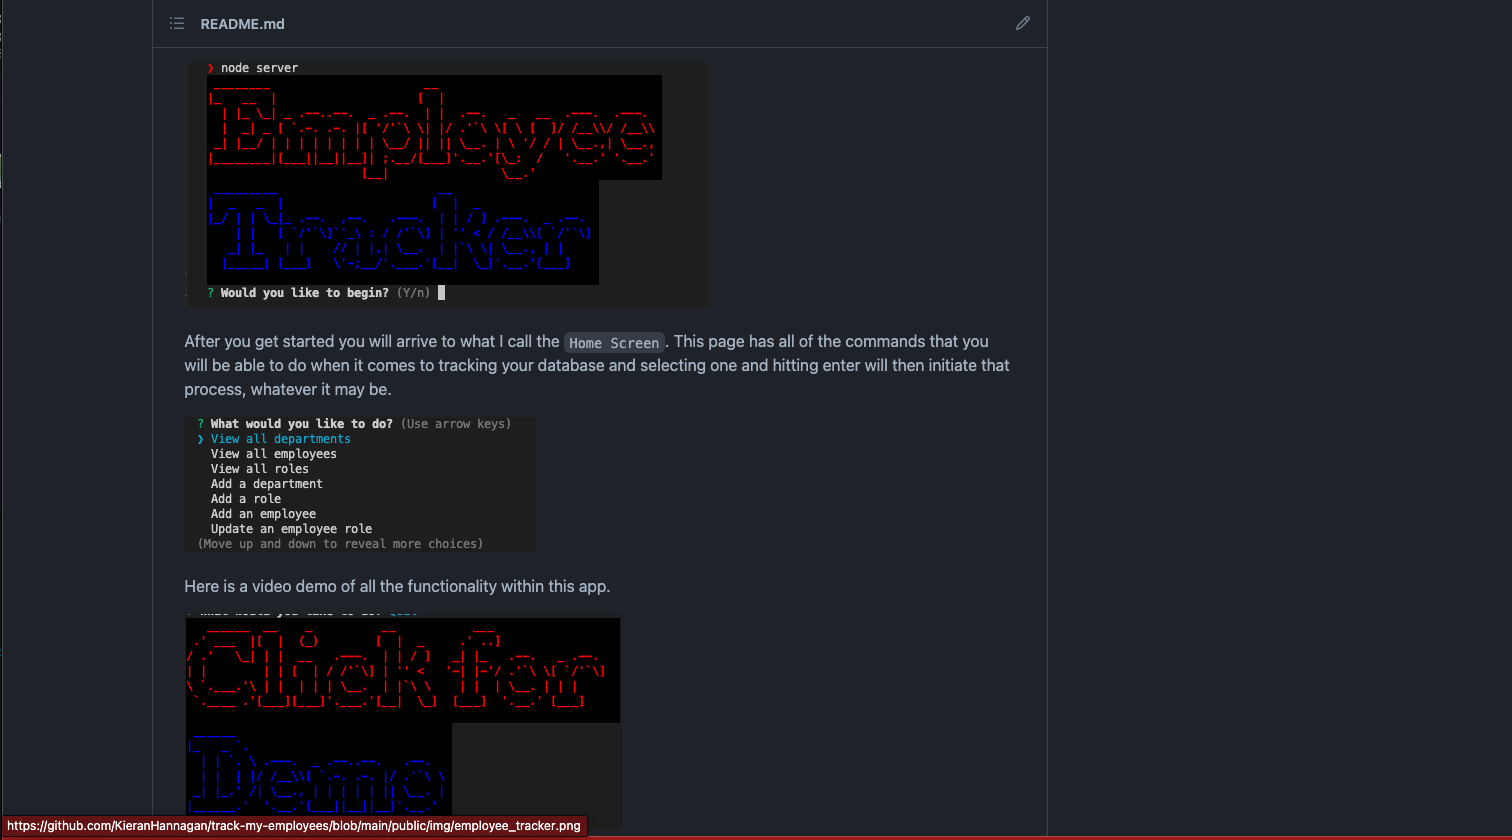 README.md
❯ node server
Employee
Tracker
? Would you like to begin? (Y/n)
After you get started you will arrive to what I call the Home Screen. This page has all of the commands that you
will be able to do when it comes to tracking your database and selecting one and hitting enter will then initiate that
process, whatever it may be.
? What would you like to do? (Use arrow keys)
❯ View all departments
View all employees
View all roles
Add a department
Add a role
Add an employee
Update an employee role
(Move up and down to reveal more choices)
Here is a video demo of all the functionality within this app.
Click for
Demo
https://github.com/KieranHannagan/track-my-employees/blob/main/public/img/employee_tracker.png